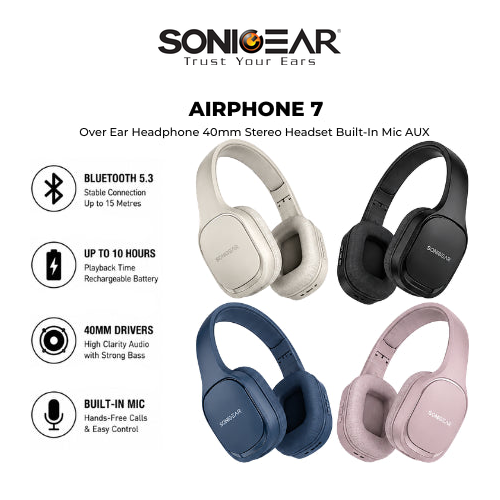 SONICGEAR®
Trust Your Ears
AIRPHONE 7
Over Ear Headphone 40mm Stereo Headset Built-In Mic AUX
BLUETOOTH 5.3
Stable Connection
Up to 15 Metres
UP TO 10 HOURS
Playback Time
Rechargeable Battery
40MM DRIVERS
High Clarity Audio
with Strong Bass
BUILT-IN MIC
Hands-Free Calls
& Easy Control
SONICGEAR
SONICGEAR
SONICGEAR
SONICGEAR